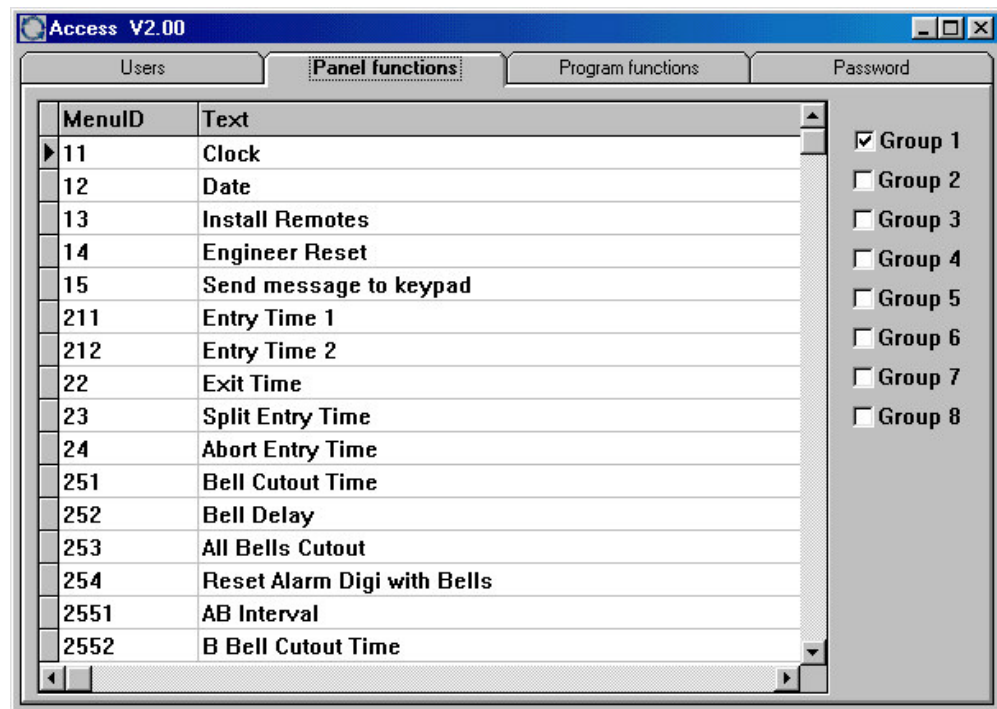 Access V2.00
Users Panel functions Program functions Password
MenuID Text
11 Clock
12 Date
13 Install Remotes
14 Engineer Reset
15 Send message to keypad
211 Entry Time 1
212 Entry Time 2
22 Exit Time
23 Split Entry Time
24 Abort Entry Time
251 Bell Cutout Time
252 Bell Delay
253 All Bells Cutout
254 Reset Alarm Digi with Bells
2551 AB Interval
2552 B Bell Cutout Time
Group 1
Group 2
Group 3
Group 4
Group 5
Group 6
Group 7
Group 8